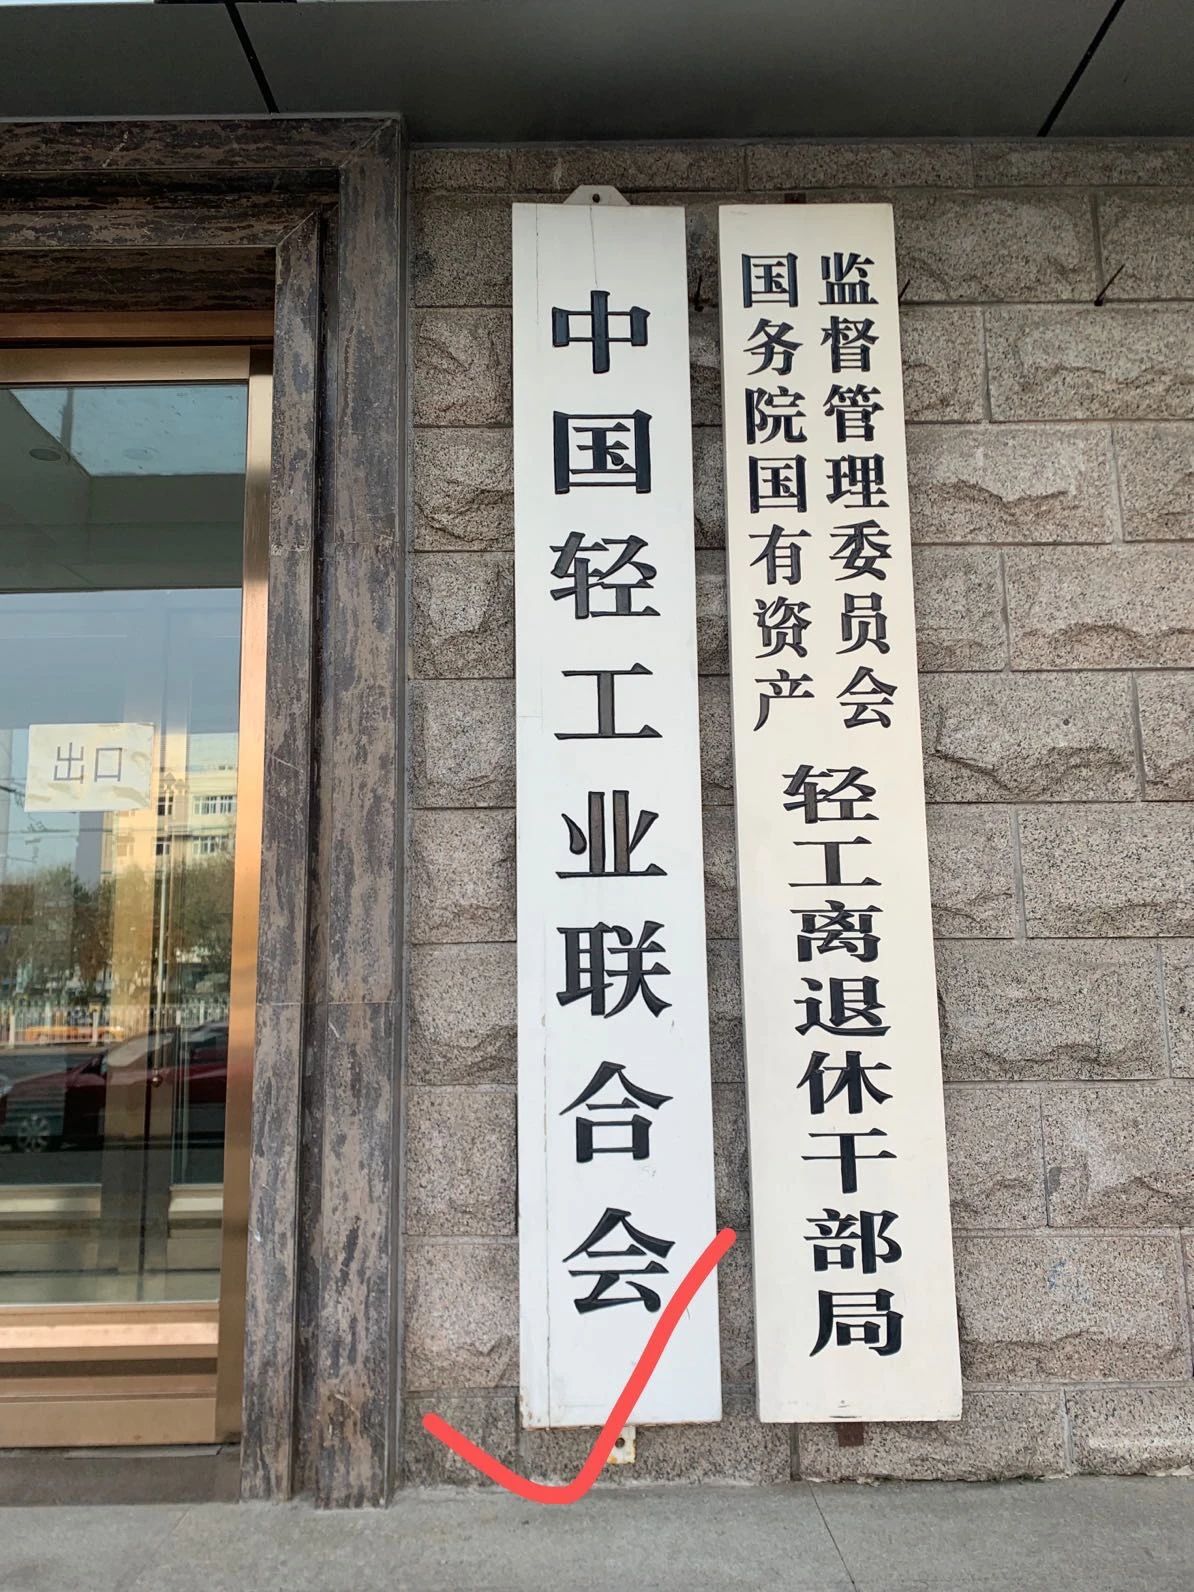 中国轻工业联合会
国务院国有资产
监督管理委员会
轻工离退休干部局
出口